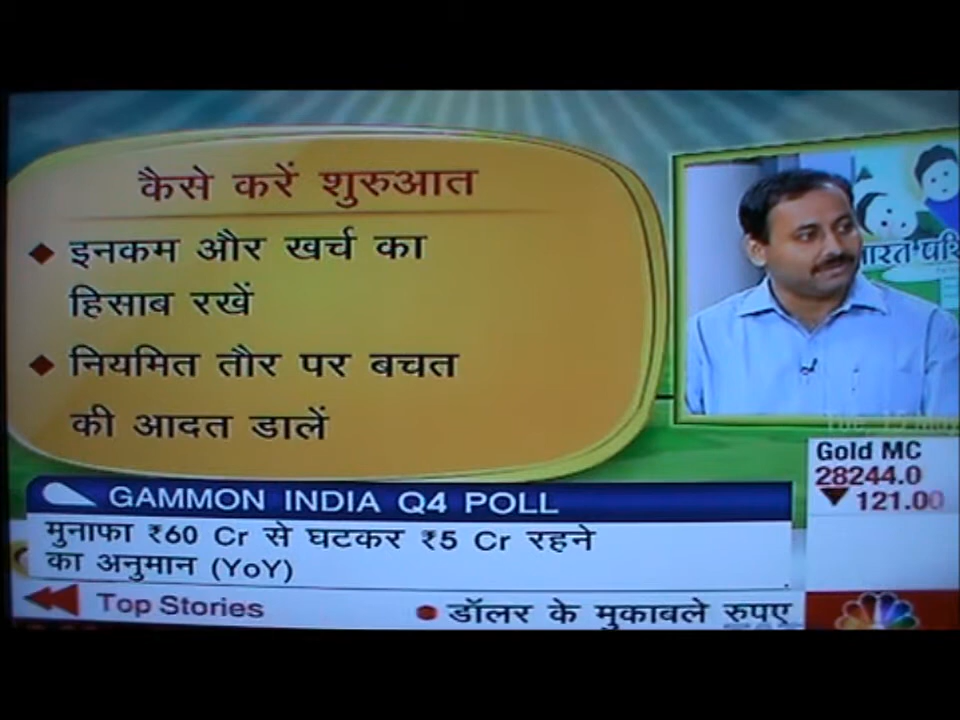 कैसे करें शुरुआत
इनकम और खर्च का
हिसाब रखें
नियमित तौर पर बचत
की आदत डालें
GAMMON INDIA Q4 POLL
मुनाफा ₹60 Cr से घटकर ₹5 Cr रहने
का अनुमान (YoY)
Top Stories
डॉलर के मुकाबले रुपए
Gold MC
28244.0
121.00